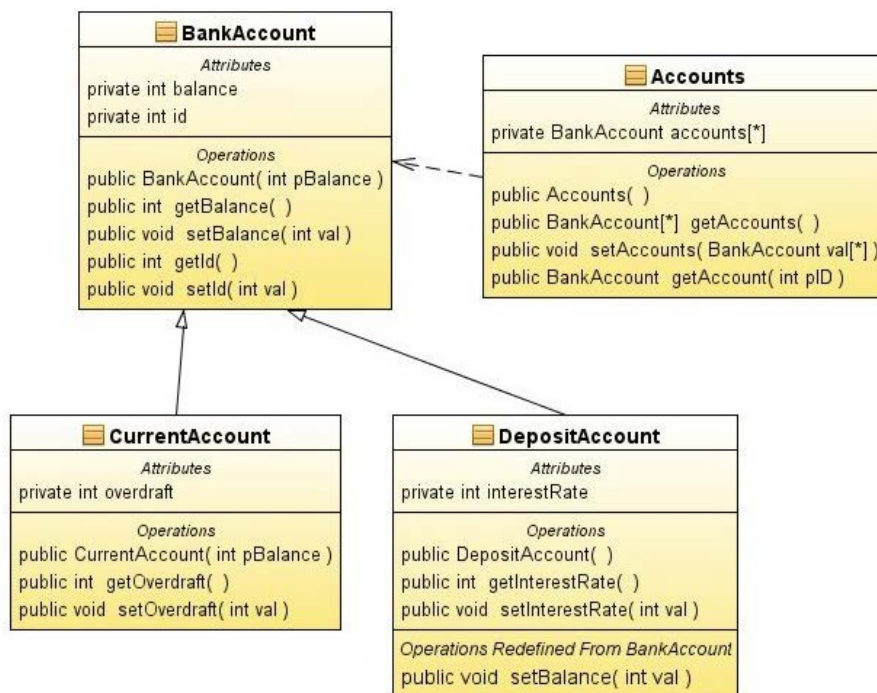 BankAccount
Attributes
private int balance
private int id
Operations
public BankAccount( int pBalance )
public int getBalance( )
public void setBalance( int val )
public int getId( )
public void setId( int val )
Accounts
Attributes
private BankAccount accounts[*]
Operations
public Accounts( )
public BankAccount[*] getAccounts( )
public void setAccounts( BankAccount val[*] )
public BankAccount getAccount( int pID )
CurrentAccount
Attributes
private int overdraft
Operations
public CurrentAccount( int pBalance )
public int getOverdraft( )
public void setOverdraft( int val )
DepositAccount
Attributes
private int interestRate
Operations
public DepositAccount( )
public int getInterestRate( )
public void setInterestRate( int val )
Operations Redefined From BankAccount
public void setBalance( int val )